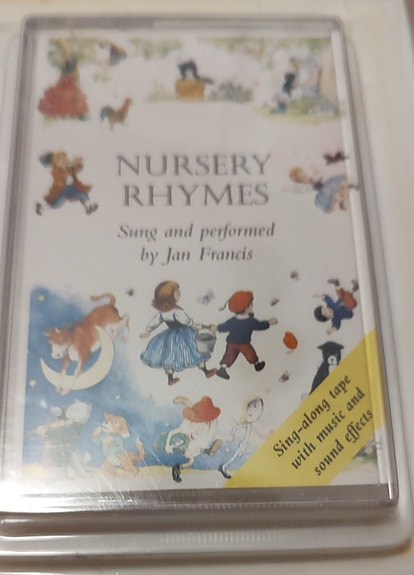 NURSERY
RHYMES
Sung and performed
by Jan Francis
Sing-along tape
with music and
sound effects